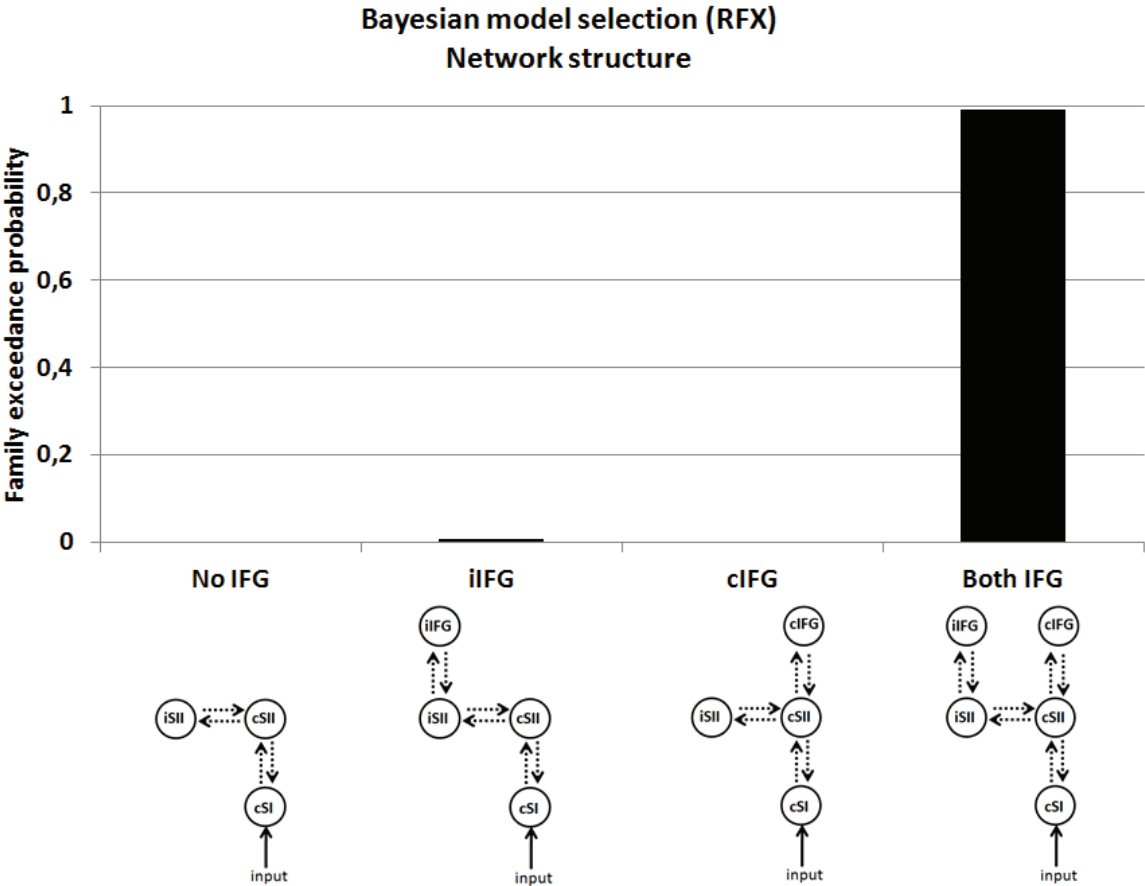 Bayesian model selection (RFX)
Network structure
Family exceedance probability
1
0,8
0,6
0,4
0,2
0
No IFG
iIFG
cIFG
Both IFG
iSII
cSII
cSI
input
iIFG
iSII
cSII
cSI
input
cIFG
iSII
cSII
cSI
input
iIFG
cIFG
iSII
cSII
cSI
input